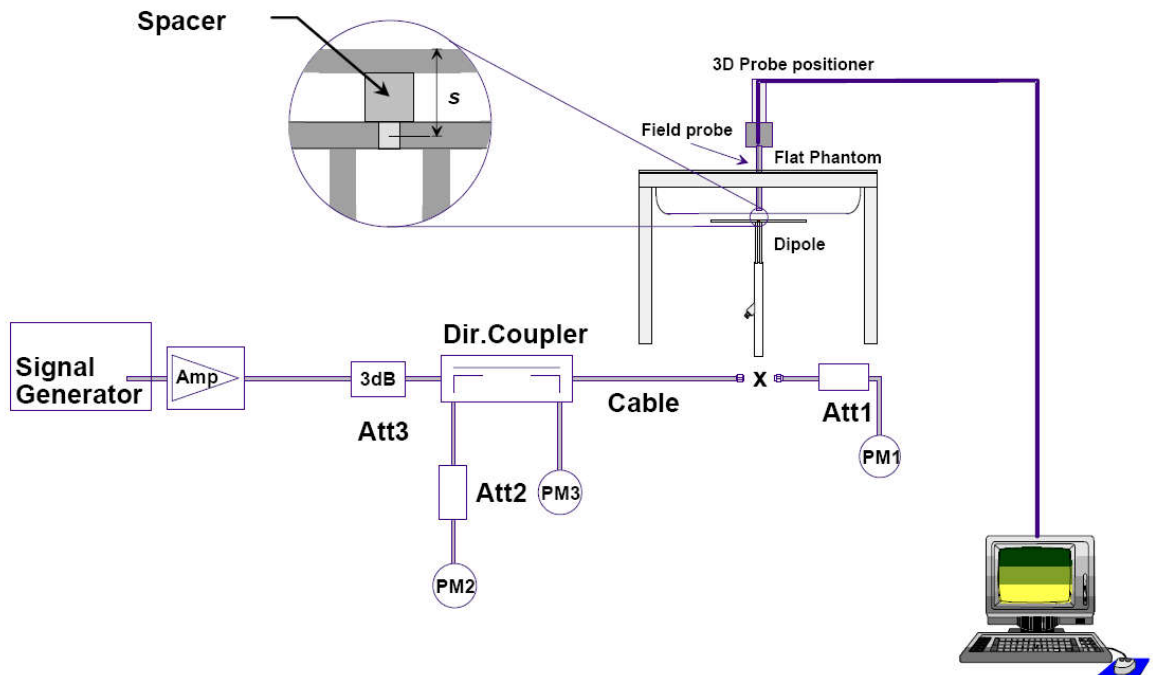 Spacer
s
3D Probe positioner
Field probe
Flat Phantom
Dipole
Signal
Generator
Amp
3dB
Att3
Dir.Coupler
Cable
x
Att1
PM1
Att2
PM3
PM2